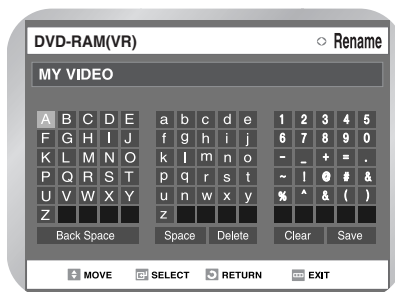 DVD-RAM(VR) Rename
MY VIDEO
A B C D E a b c d e 1 2 3 4 5
F G H I J f g h i j 6 7 8 9 0
K L M N O k l m n o - _ + = .
P Q R S T p q r s t ~ ! @ # &
U V W X Y u n w x y % ^ & ( )
Z z
Back Space Space Delete Clear Save
MOVE SELECT RETURN EXIT